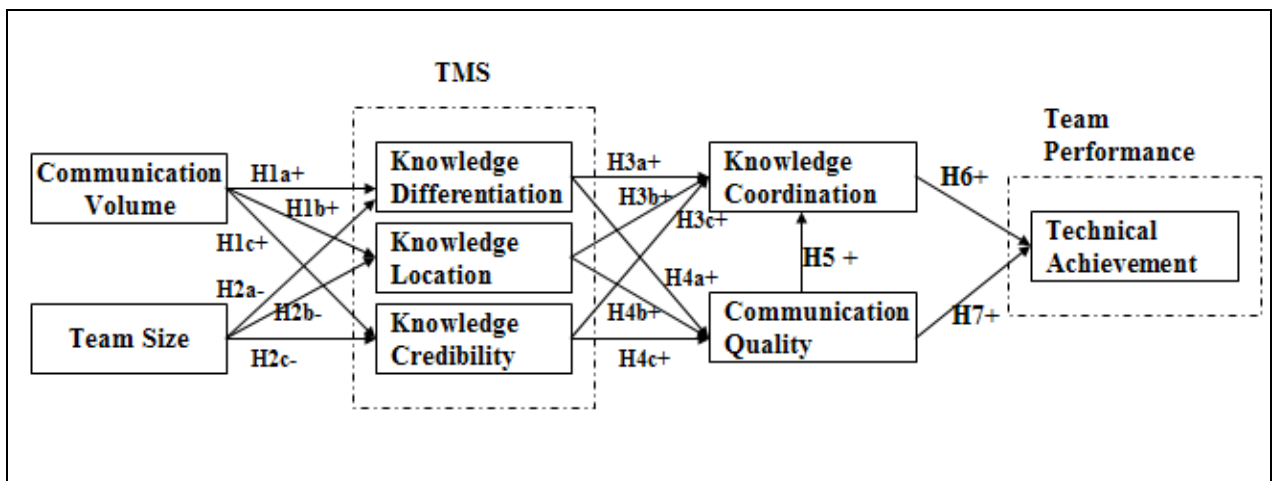 TMS
Team
Performance
Communication
Volume
Team Size
H1a+
H1b+
H1c+
H2a-
H2b-
H2c-
Knowledge
Differentiation
Knowledge
Location
Knowledge
Credibility
H3a+
H3b+
H3c+
H4a+
H4b+
H4c+
Knowledge
Coordination
H5 +
Communication
Quality
H6+
H7+
Technical
Achievement